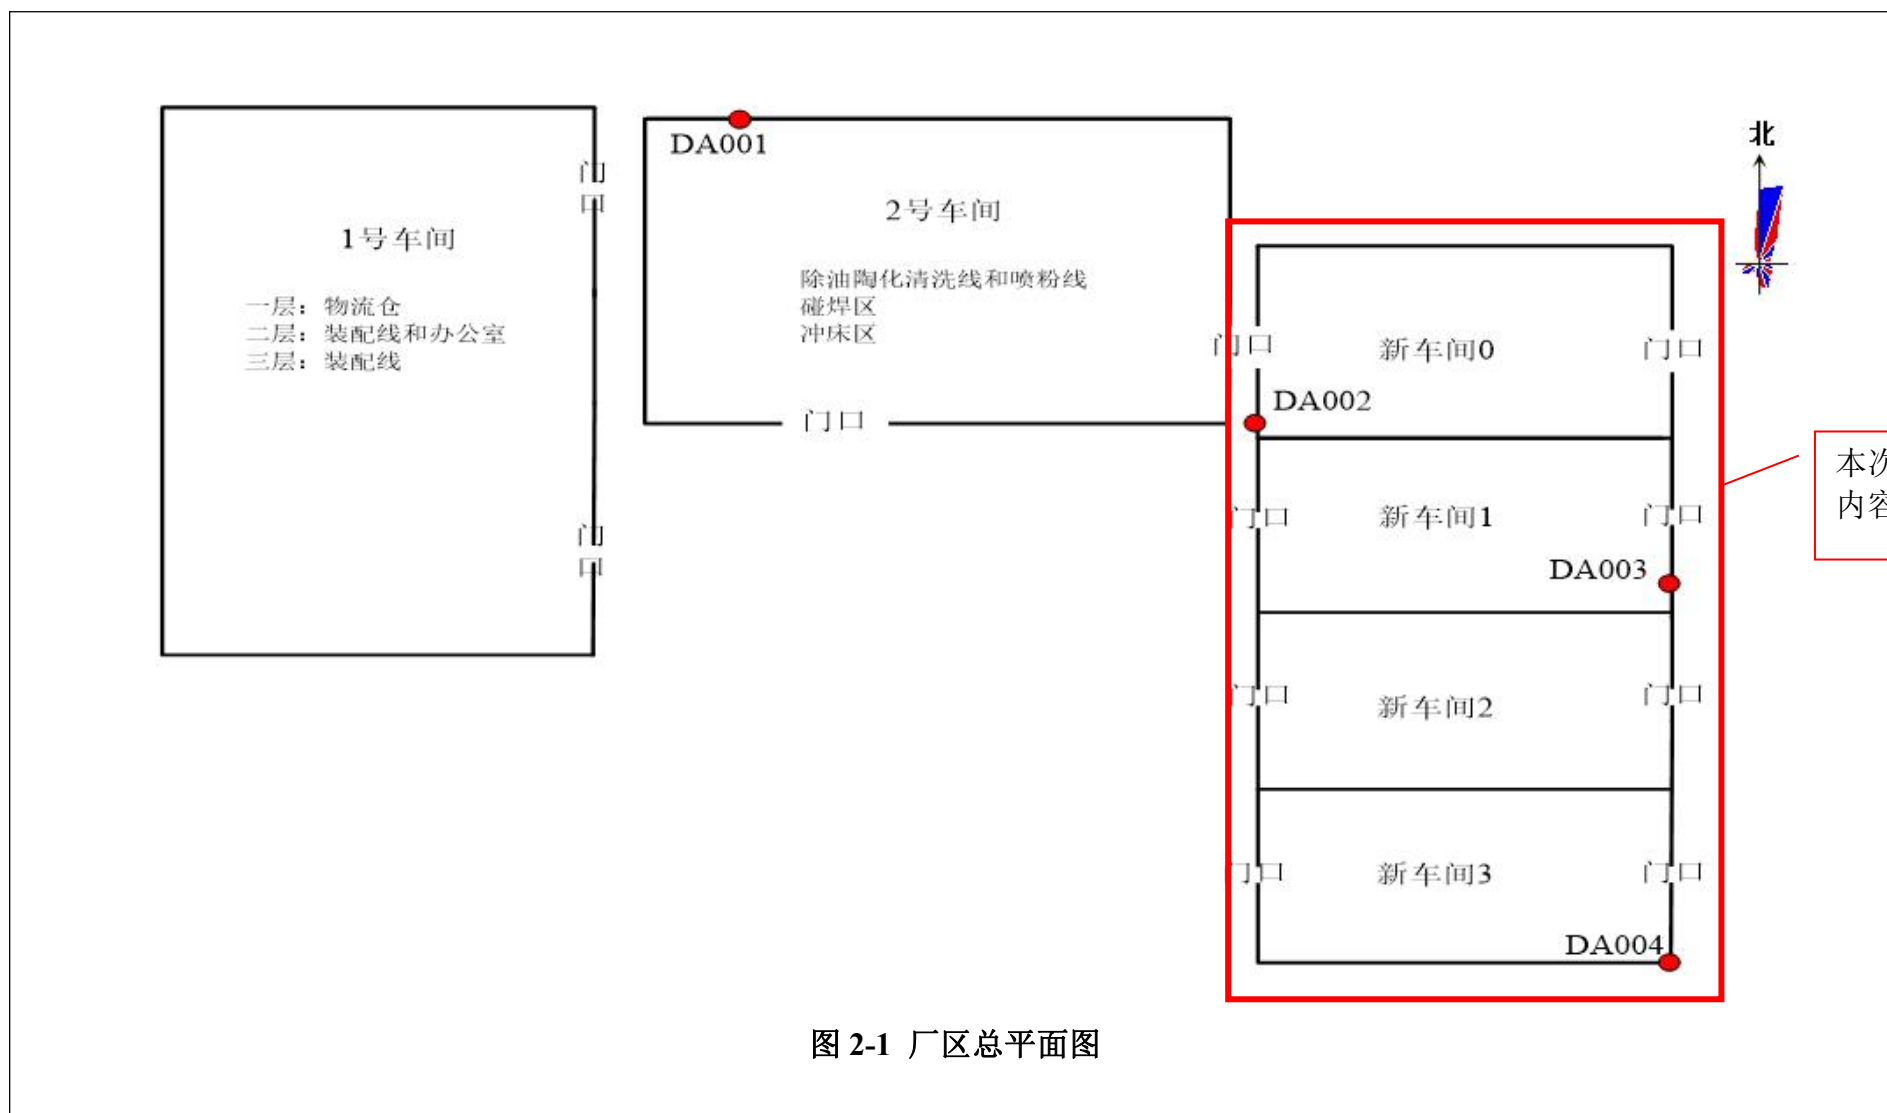 北
DA001
门口
1号车间
一层：物流仓
二层：装配线和办公室
三层：装配线
门口
2号车间
除油陶化清洗线和喷粉线
碰焊区
冲床区
门口
门口
新车间0
门口
DA002
门口
新车间1
门口
DA003
门口
新车间2
门口
门口
新车间3
门口
DA004
本次
内容
图 2-1 厂区总平面图